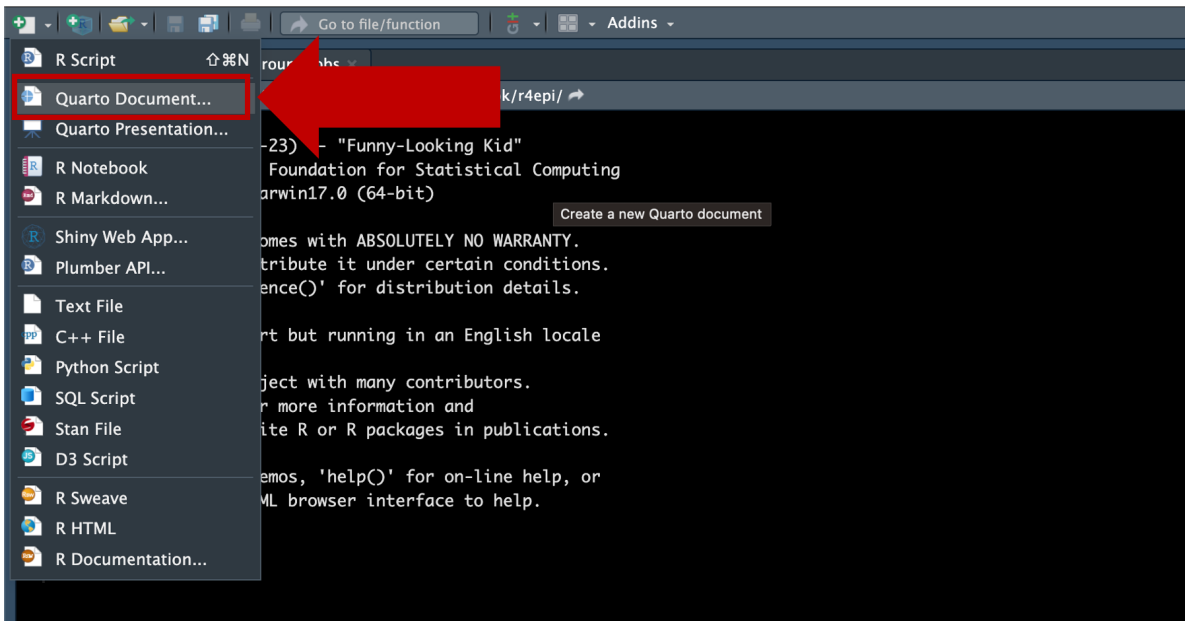 Go to file/function
Addins
R Script ⇧⌘N
Quarto Document...
k/r4epi/
Quarto Presentation...
-23) -- "Funny-Looking Kid"
R Notebook
Foundation for Statistical Computing
R Markdown...
arwin17.0 (64-bit)
Create a new Quarto document
Shiny Web App...
omes with ABSOLUTELY NO WARRANTY.
Plumber API...
tribute it under certain conditions.
ence()' for distribution details.
Text File
C++ File
rt but running in an English locale
Python Script
ject with many contributors.
SQL Script
r more information and
Stan File
ite R or R packages in publications.
D3 Script
emos, 'help()' for on-line help, or
R Sweave
ML browser interface to help.
R HTML
R Documentation...